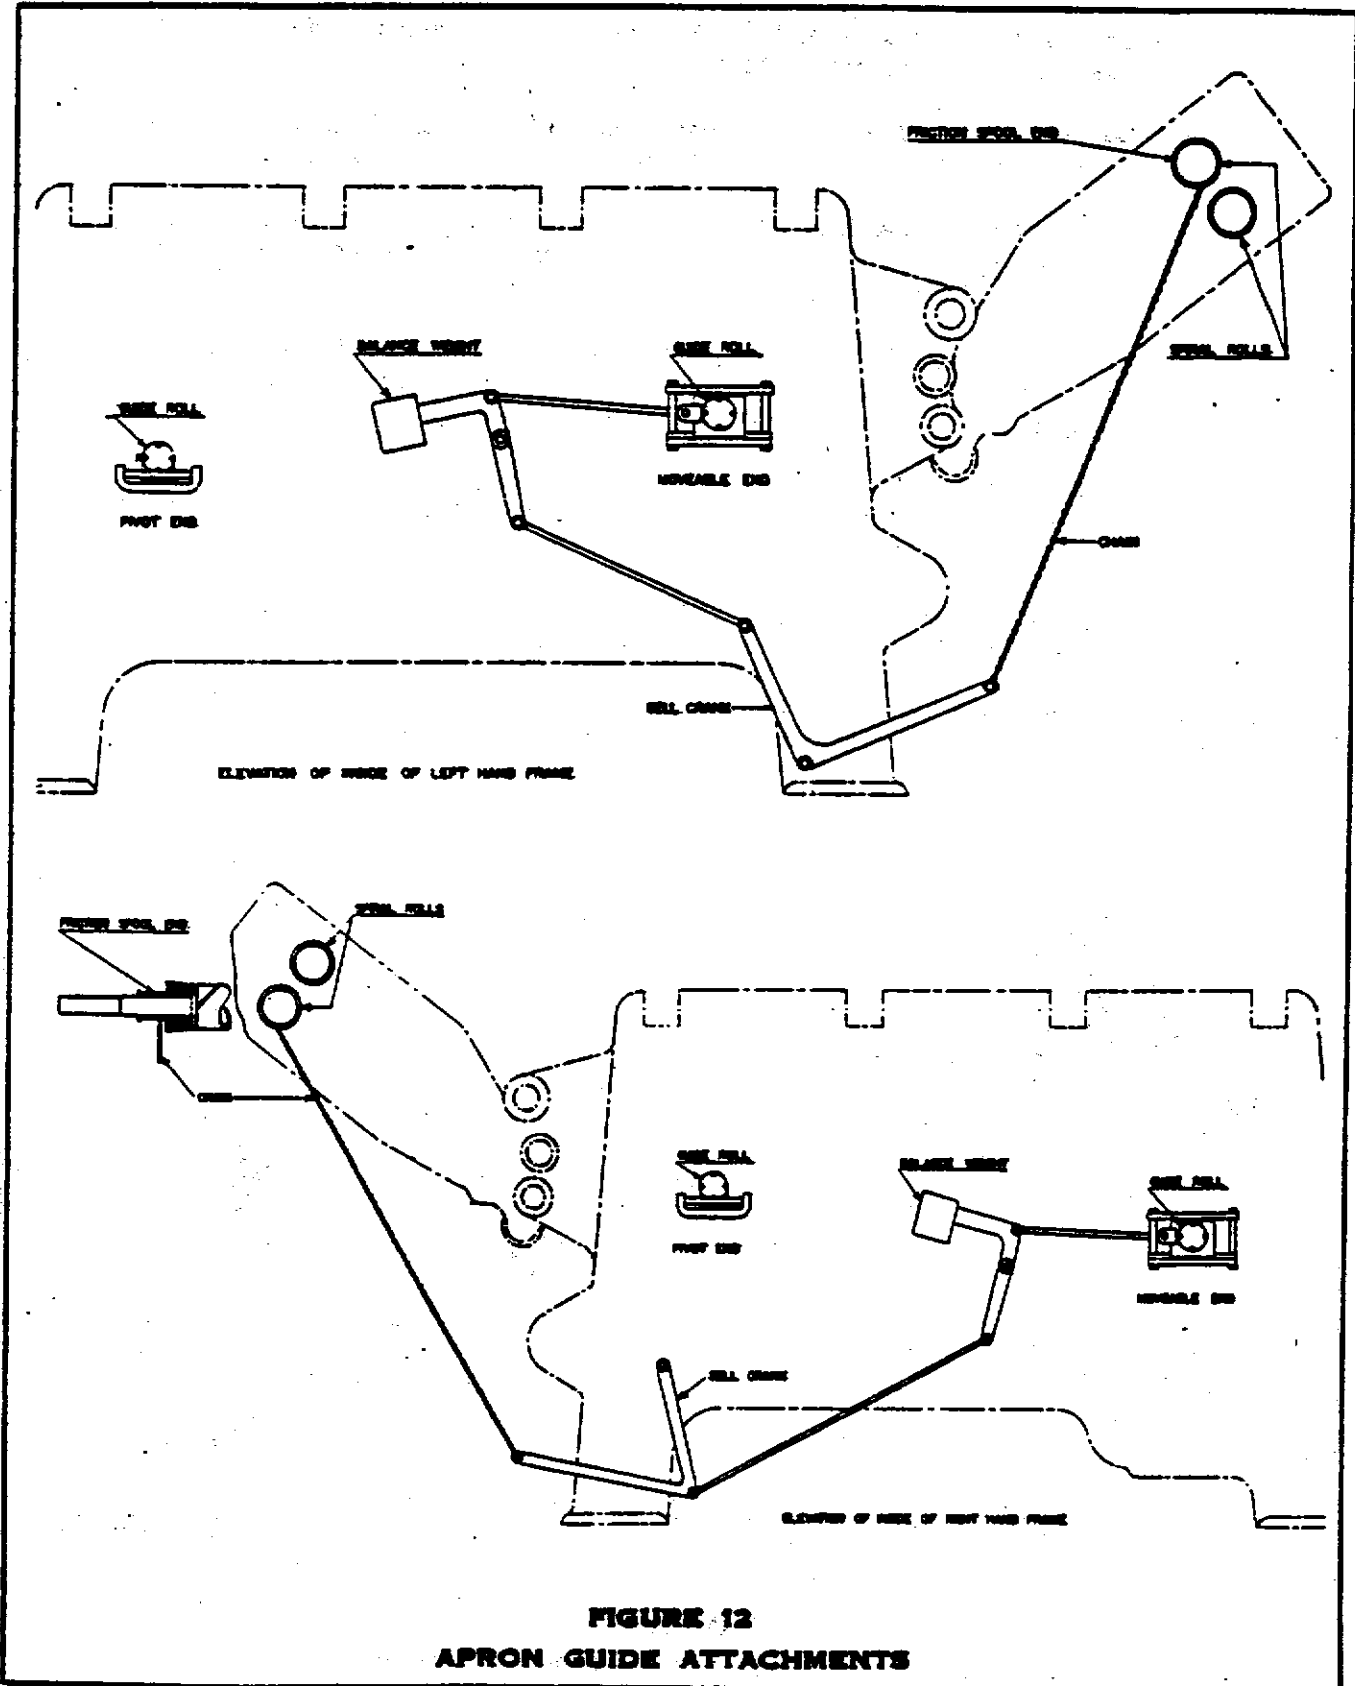 FRICTION SPOOL END
BALANCE WEIGHT
GUIDE ROLL
SPIRAL ROLLS
GUIDE ROLL
MOVEABLE END
PIVOT END
CHAIN
BELL CRANK
ELEVATION OF INSIDE OF LEFT HAND FRAME
SPIRAL ROLLS
FRICTION SPOOL END
CHAIN
GUIDE ROLL
BALANCE WEIGHT
GUIDE ROLL
PIVOT END
MOVEABLE END
BELL CRANK
ELEVATION OF INSIDE OF RIGHT HAND FRAME
FIGURE 12
APRON GUIDE ATTACHMENTS